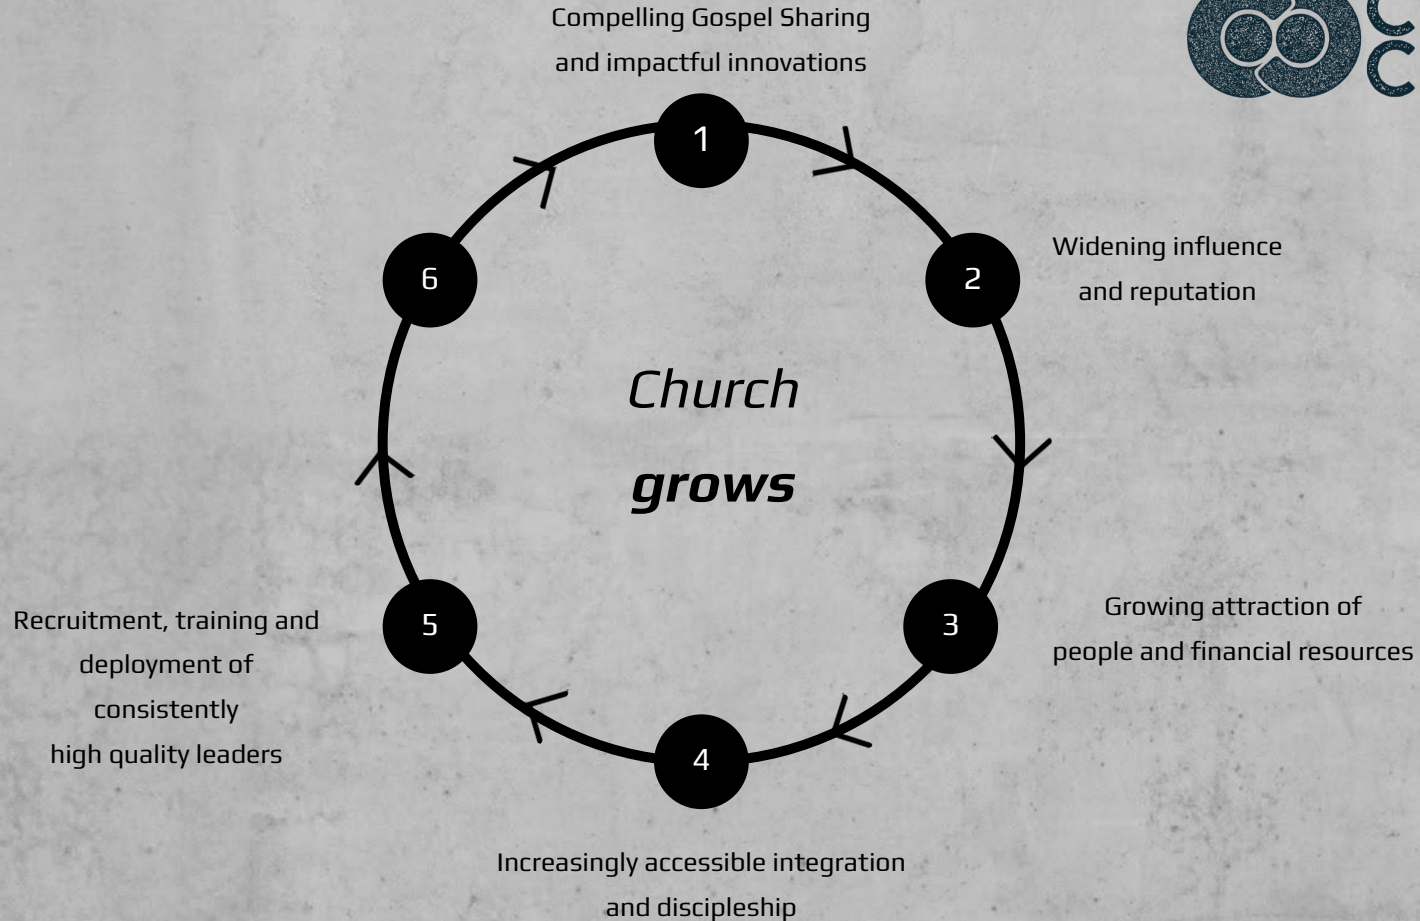 Compelling Gospel Sharing
and impactful innovations
1
2
Widening influence
and reputation
3
Growing attraction of
people and financial resources
4
Increasingly accessible integration
and discipleship
5
Recruitment, training and
deployment of
consistently
high quality leaders
6
Church
grows
C
C